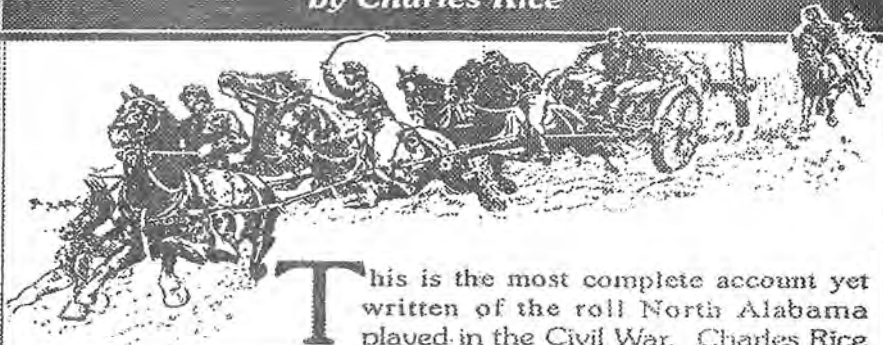 by Charles Rice
This is the most complete account yet
written of the roll North Alabama
played in the Civil War. Charles Rice